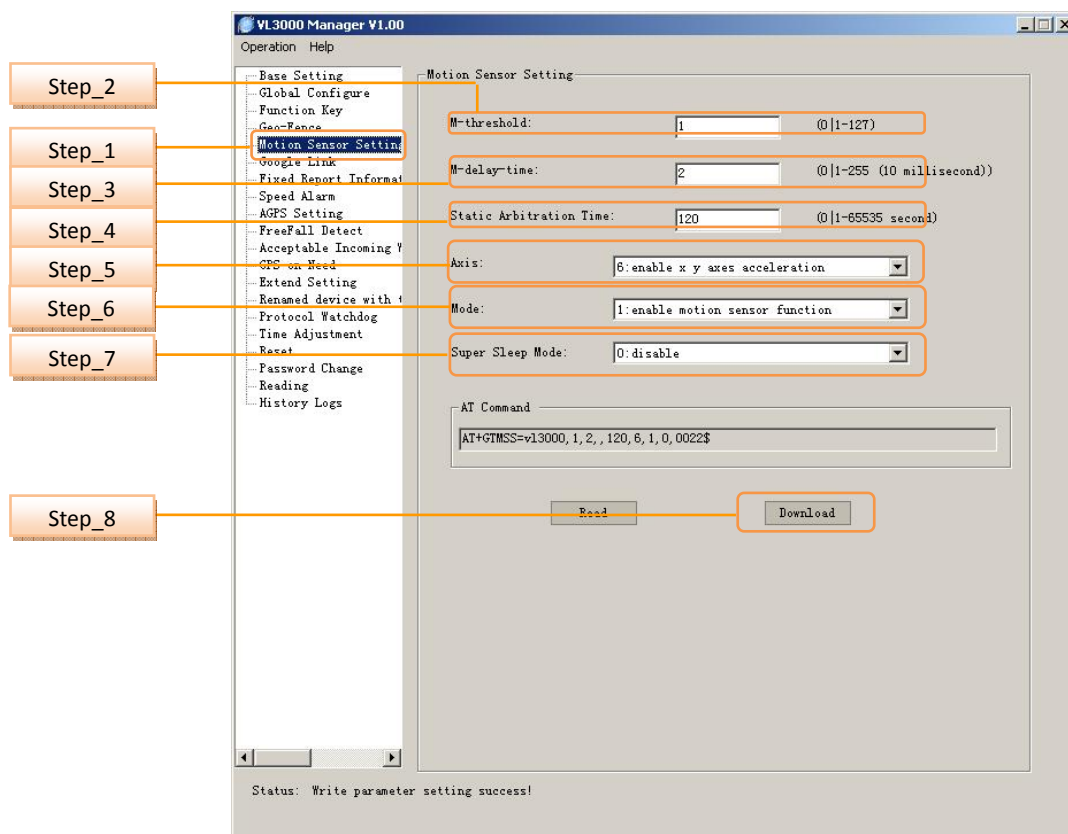 VL3000 Manager V1.00
Operation Help
Step_2
Step_1
Step_3
Step_4
Step_5
Step_6
Step_7
Step_8
Base Setting
Global Configure
Function Key
Geo-Fence
Motion Sensor Setting
Google Link
Fixed Report Informat
Speed Alarm
AGPS Setting
FreeFall Detect
Acceptable Incoming
GPS on Need
Extend Setting
Renamed device with
Protocol Watchdog
Time Adjustment
Reset
Password Change
Reading
History Logs
Motion Sensor Setting
M-threshold: 1 (0|1-127)
M-delay-time: 2 (0|1-255 (10 millisecond))
Static Arbitration Time: 120 (0|1-65535 second)
Axis: 6:enable x y axes acceleration
Mode: 1:enable motion sensor function
Super Sleep Mode: 0:disable
AT Command
AT+GTMSS=vl3000,1,2,,120,6,1,0,0022$
Read Download
Status: Write parameter setting success!